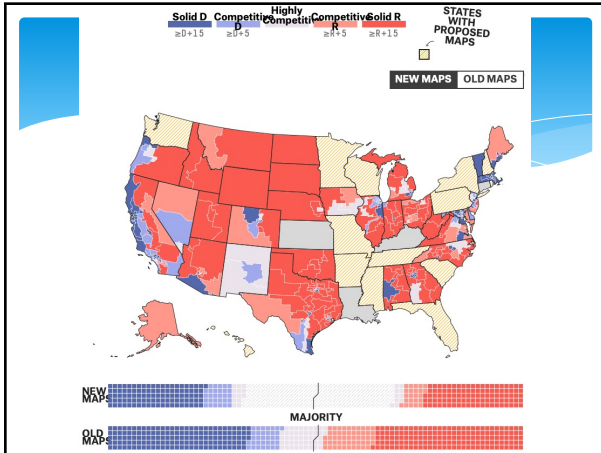 Solid D
≥D+15
Competitive D
≥D+5
Highly Competitive
Competitive R
≥R+5
Solid R
≥R+15
STATES
WITH
PROPOSED
MAPS
NEW MAPS
OLD MAPS
NEW
MAPS
MAJORITY
OLD
MAPS